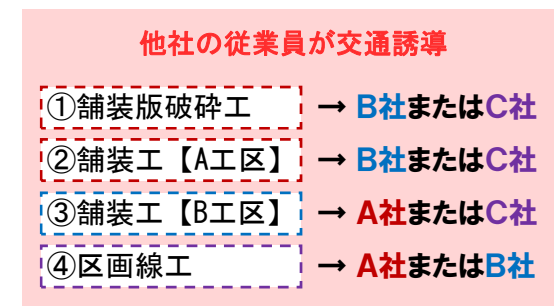 他社の従業員が交通誘導
①舗装版破砕工 → B社またはC社
②舗装工【A工区】 → B社またはC社
③舗装工【B工区】 → A社またはC社
④区画線工 → A社またはB社